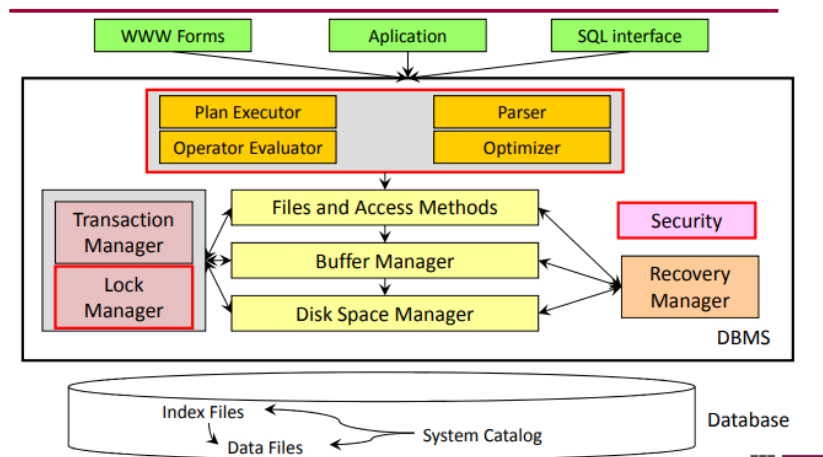 WWW Forms
Aplication
SQL interface
Plan Executor
Parser
Operator Evaluator
Optimizer
Files and Access Methods
Transaction
Manager
Security
Buffer Manager
Lock
Manager
Recovery
Manager
Disk Space Manager
DBMS
Index Files
Database
System Catalog
Data Files